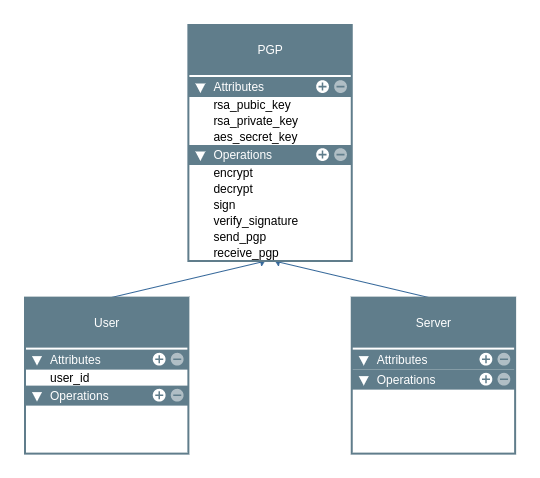 PGP
Attributes
rsa_pubic_key
rsa_private_key
aes_secret_key
Operations
encrypt
decrypt
sign
verify_signature
send_pgp
receive_pgp
User
Attributes
user_id
Operations
Server
Attributes
Operations